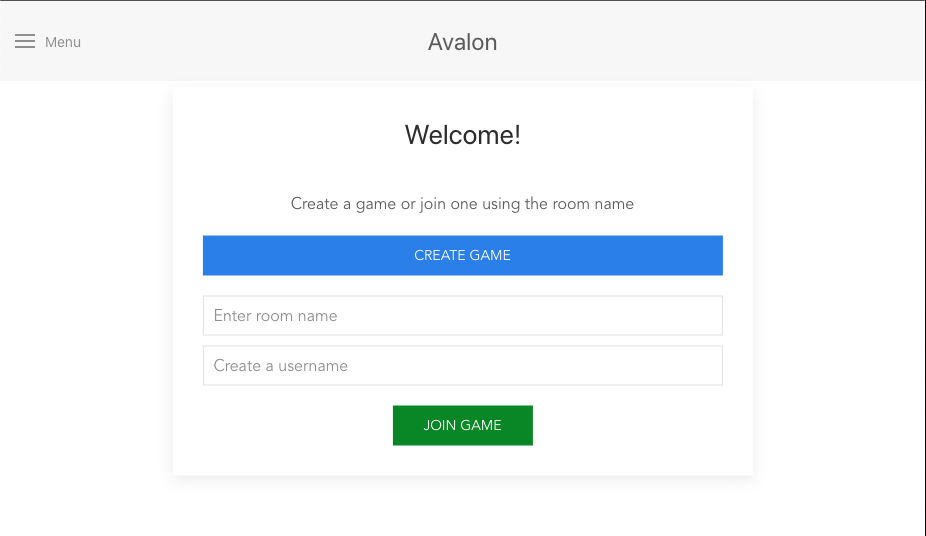 Menu
Avalon
Welcome!
Create a game or join one using the room name
CREATE GAME
Enter room name
Create a username
JOIN GAME